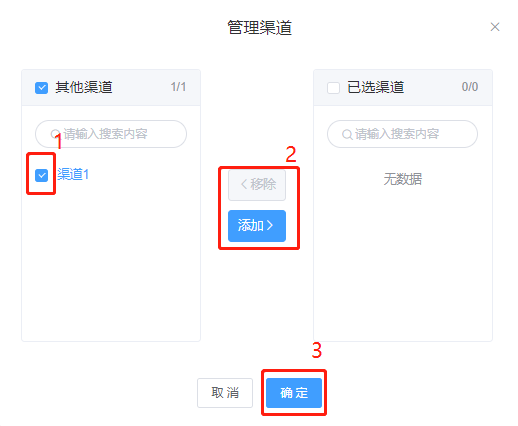 管理渠道
其他渠道 1/1
请输入搜索内容
1
渠道1
2
移除
添加
已选渠道 0/0
请输入搜索内容
无数据
3
取消
确定